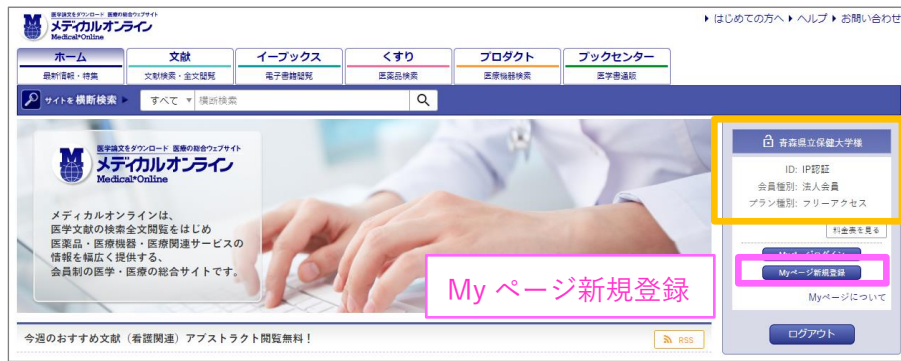 医学論文をダウンロード 医療の総合ウェブサイト
メディカルオンライン
Medical*Online
はじめての方へ ヘルプ お問い合わせ
ホーム 文献 イーブックス くすり プロダクト ブックセンター
最新情報・特集 文献検索・全文閲覧 電子書籍閲覧 医薬品検索 医療機器検索 医学書通販
サイトを横断検索 すべて 横断検索
医学論文をダウンロード 医療の総合ウェブサイト
メディカルオンライン
Medical*Online
メディカルオンラインは、
医学文献の検索全文閲覧をはじめ
医薬品・医療機器・医療関連サービスの
情報を幅広く提供する、
会員制の医学・医療の総合サイトです。
My ページ新規登録
青森県立保健大学様
ID: IP認証
会員種別: 法人会員
プラン種別: フリーアクセス
料金表を見る
Myページログイン
Myページ新規登録
Myページについて
ログアウト
今週のおすすめ文献（看護関連）アブストラクト閲覧無料！
RSS